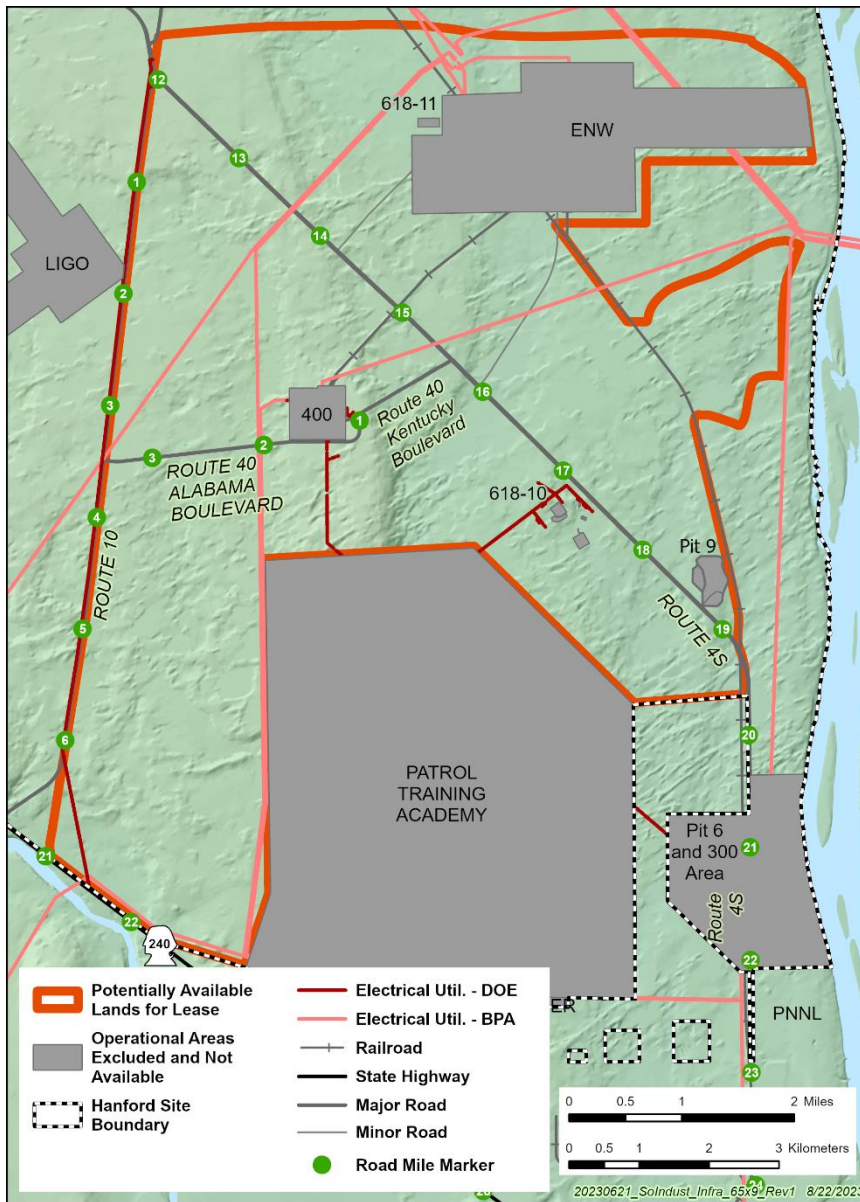 12
618-11
ENW
13
1
14
LIGO
2
15
3
400
1
16
Route 40
Kentucky
Boulevard
3
2
ROUTE 40
ALABAMA
BOULEVARD
17
618-10
4
ROUTE 10
18
Pit 9
5
19
ROUTE 4S
6
20
PATROL
TRAINING
ACADEMY
Pit 6
and 300
Area
21
21
Route
4S
22
240
22
ER
PNNL
23
Potentially Available
Lands for Lease
Operational Areas
Excluded and Not
Available
Hanford Site
Boundary
Electrical Util. - DOE
Electrical Util. - BPA
Railroad
State Highway
Major Road
Minor Road
Road Mile Marker
0 0.5 1 2 Miles
0 0.5 1 2 3 Kilometers
24
20230621_SolIndust_Infra_65x9_Rev1 8/22/2023